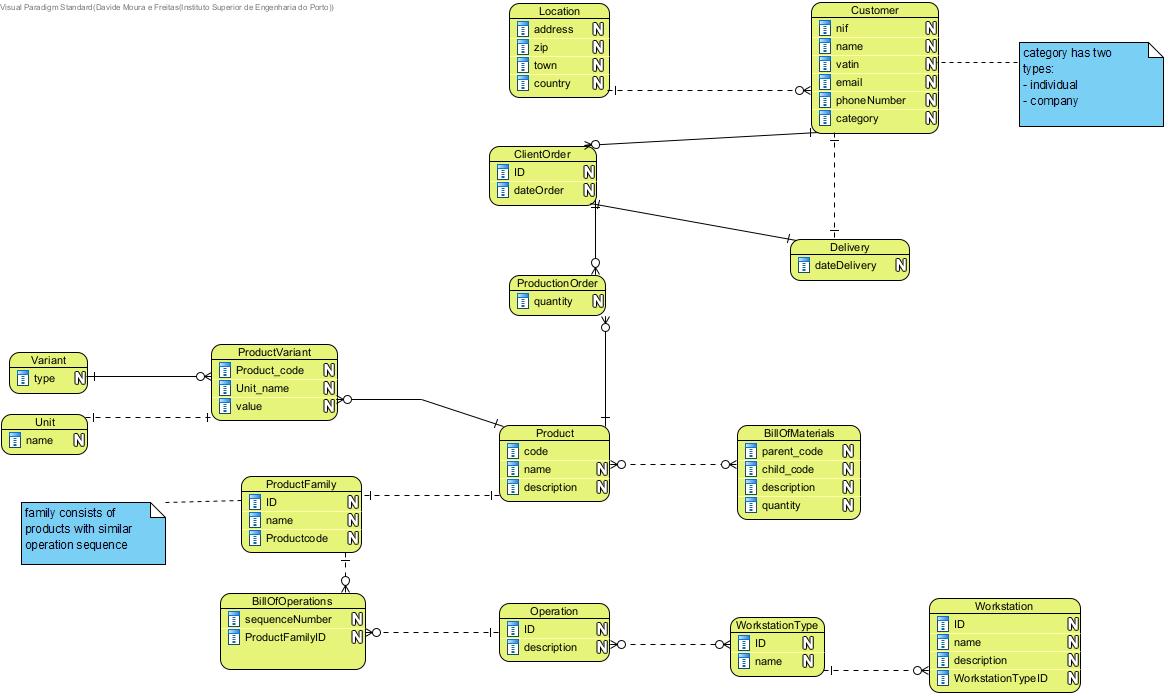 Visual Paradigm Standard(Davide Moura e Freitas(Instituto Superior de Engenharia do Porto))
Location
address N
zip N
town N
country N
Customer
nif N
name N
vatin N
email N
phoneNumber N
category N
category has two
types:
- individual
- company
ClientOrder
ID N
dateOrder N
Delivery
dateDelivery N
ProductionOrder
quantity N
Variant
type N
ProductVariant
Product_code N
Unit_name N
value N
Unit
name N
Product
code
name N
description N
BillOfMaterials
parent_code N
child_code N
description N
quantity N
ProductFamily
ID N
name N
Productcode N
family consists of
products with similar
operation sequence
BillOfOperations
sequenceNumber N
ProductFamilyID N
Operation
ID N
description N
WorkstationType
ID N
name N
Workstation
ID N
name N
description N
WorkstationTypeID N